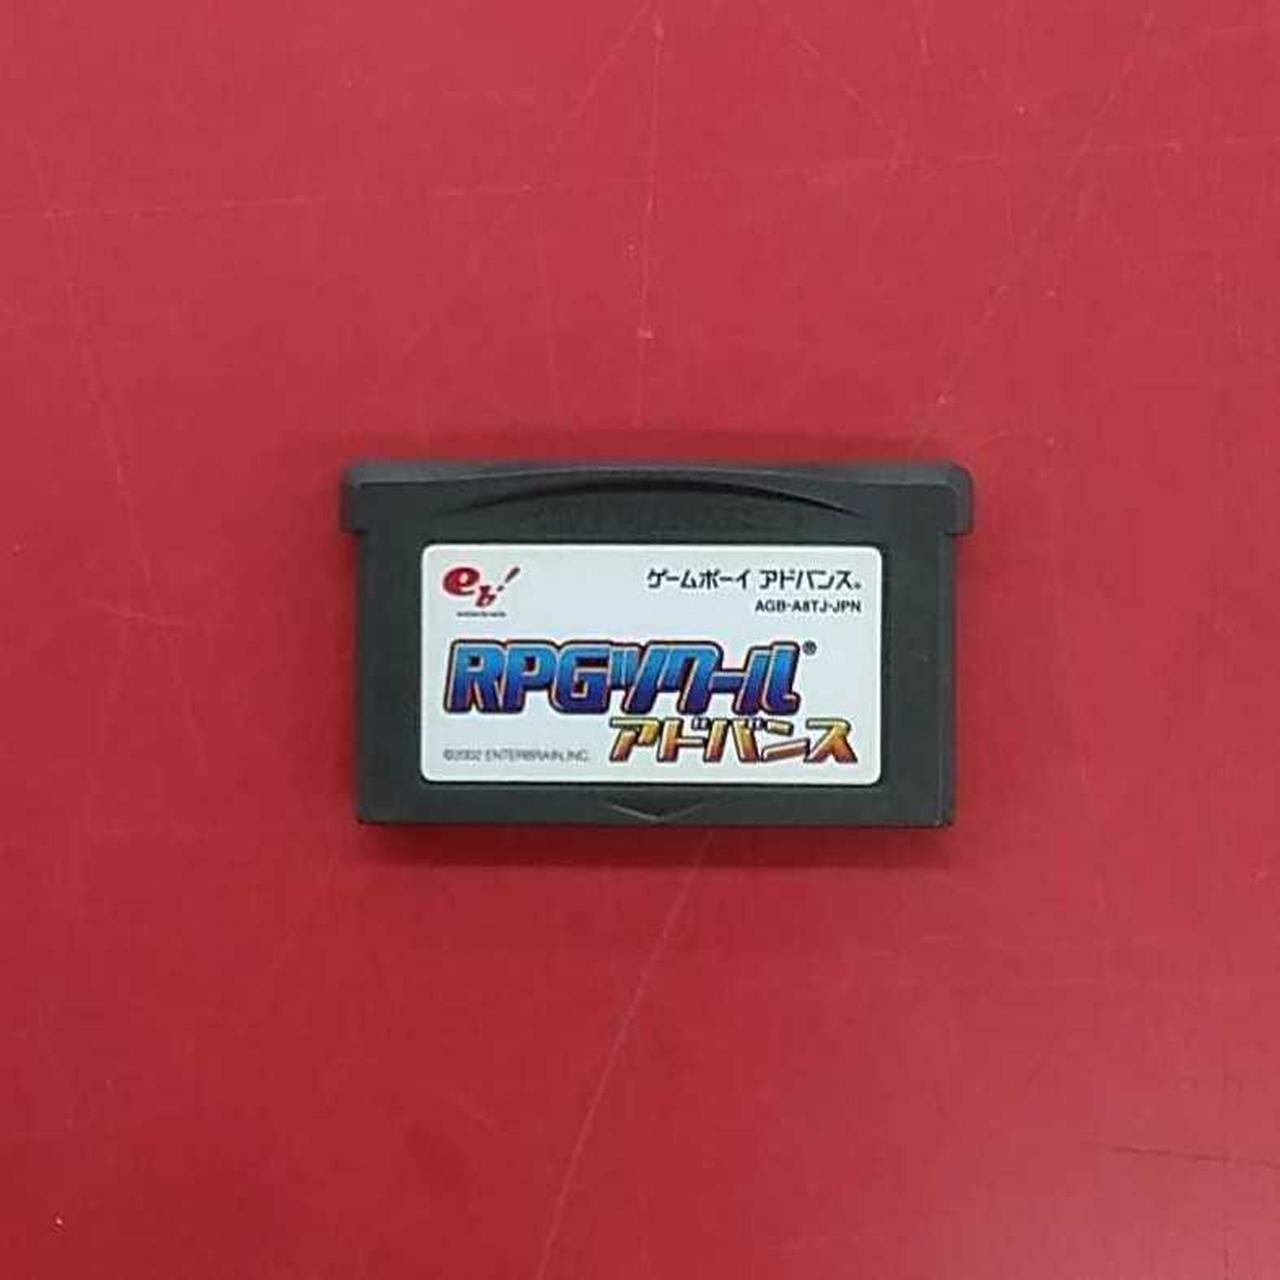 eb!
ゲームボーイ アドバンス。
AGB-A8TJ-JPN
RPGツクール®
アドバンス
©2002 ENTERBRAIN, INC.